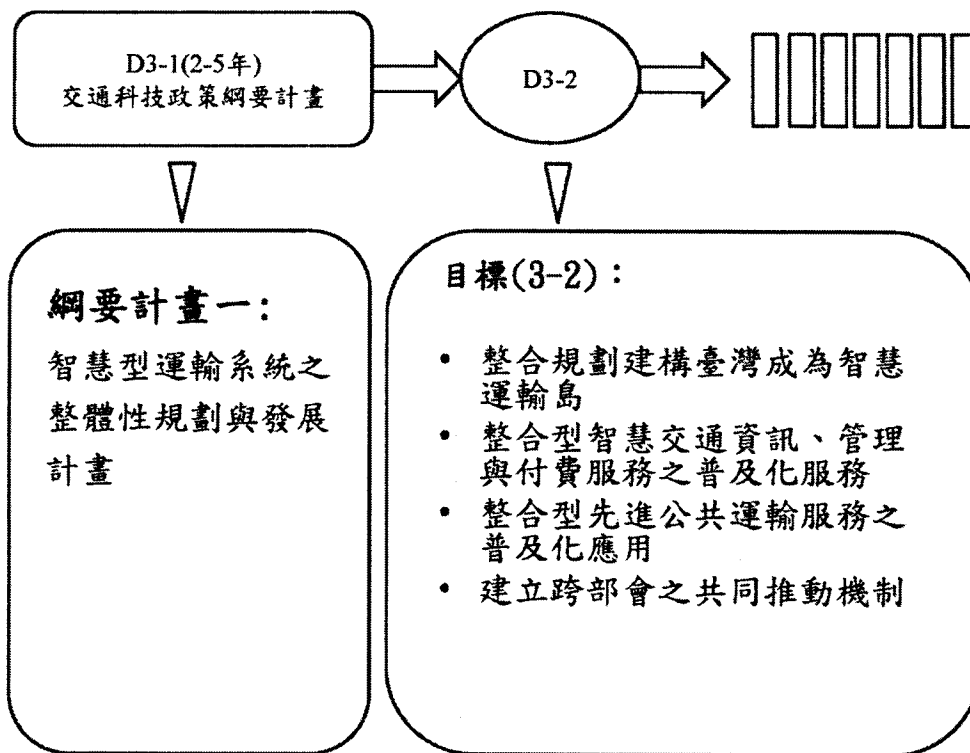 D3-1(2-5年)
交通科技政策綱要計畫
D3-2
綱要計畫一:
智慧型運輸系統之
整體性規劃與發展
計畫
目標(3-2):
• 整合規劃建構臺灣成為智慧
運輸島
• 整合型智慧交通資訊、管理
與付費服務之普及化服務
• 整合型先進公共運輸服務之
普及化應用
• 建立跨部會之共同推動機制